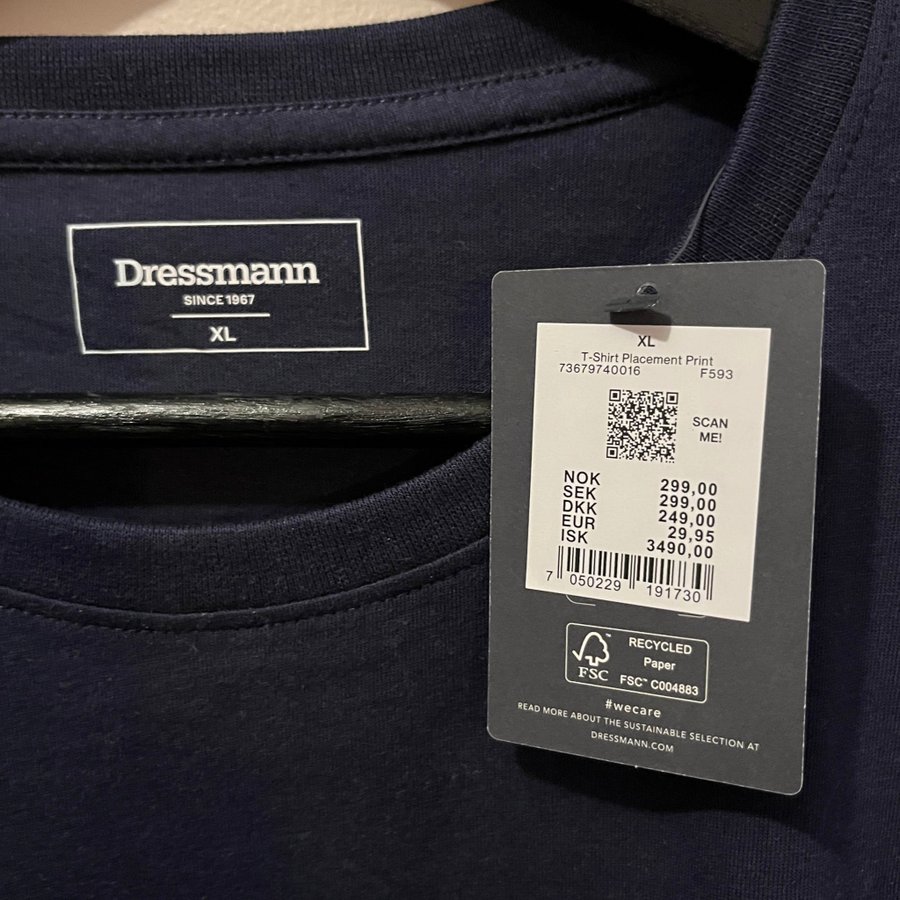 Dressmann
SINCE 1967
XL
XL
T-Shirt Placement Print
73679740016 F593
SCAN
ME!
NOK 299,00
SEK 299,00
DKK 249,00
EUR 29,95
ISK 3490,00
7 050229 191730
FSC™
RECYCLED
Paper
FSC™ C004883
#wecare
READ MORE ABOUT THE SUSTAINABLE SELECTION AT
DRESSMANN.COM